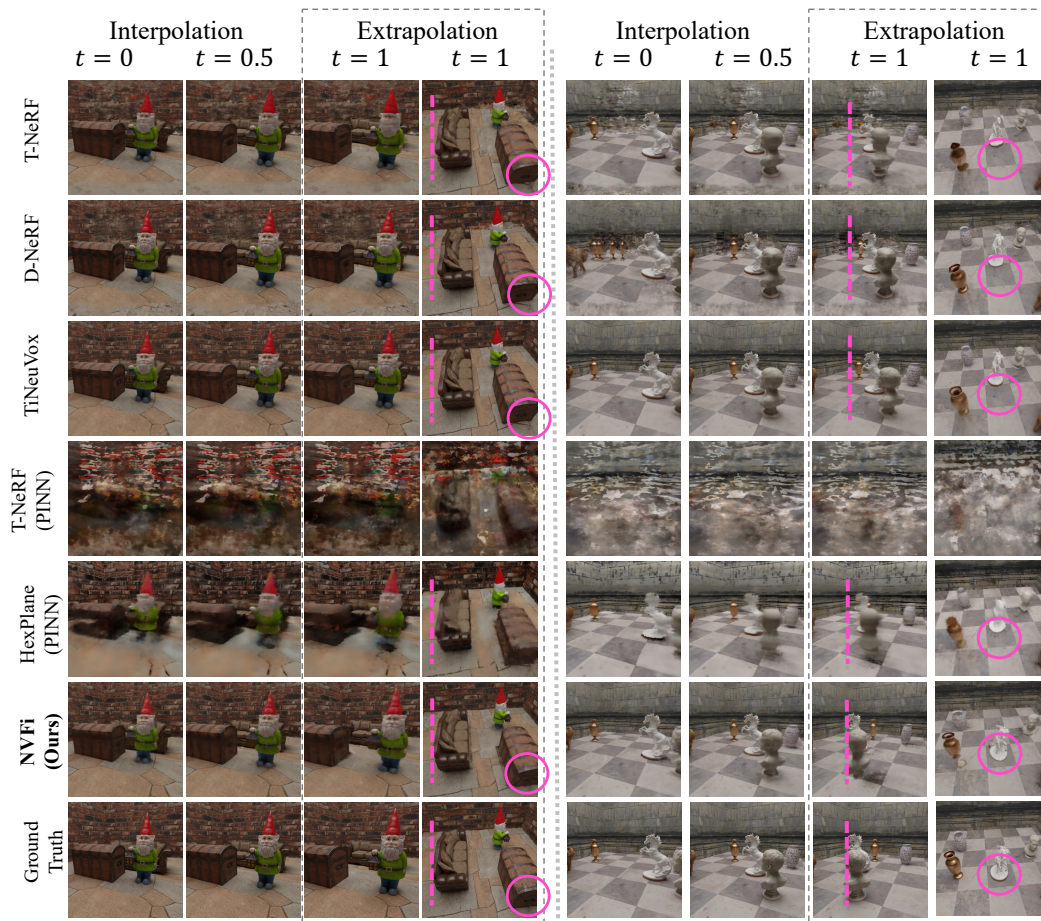 Interpolation Extrapolation Interpolation Extrapolation
t = 0 t = 0.5 t = 1 t = 1 t = 0 t = 0.5 t = 1 t = 1
T-NeRF
D-NeRF
TiNeuVox
T-NeRF
(PINN)
HexPlane
(PINN)
NVFi
(Ours)
Ground
Truth